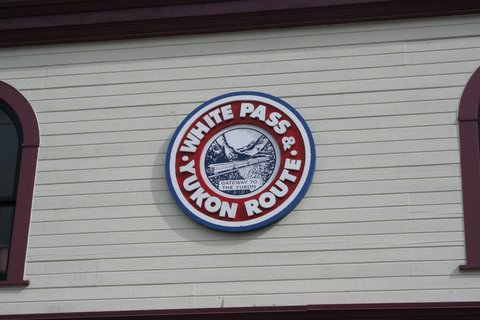 WHITE PASS &
YUKON ROUTE
GATEWAY TO
THE YUKON